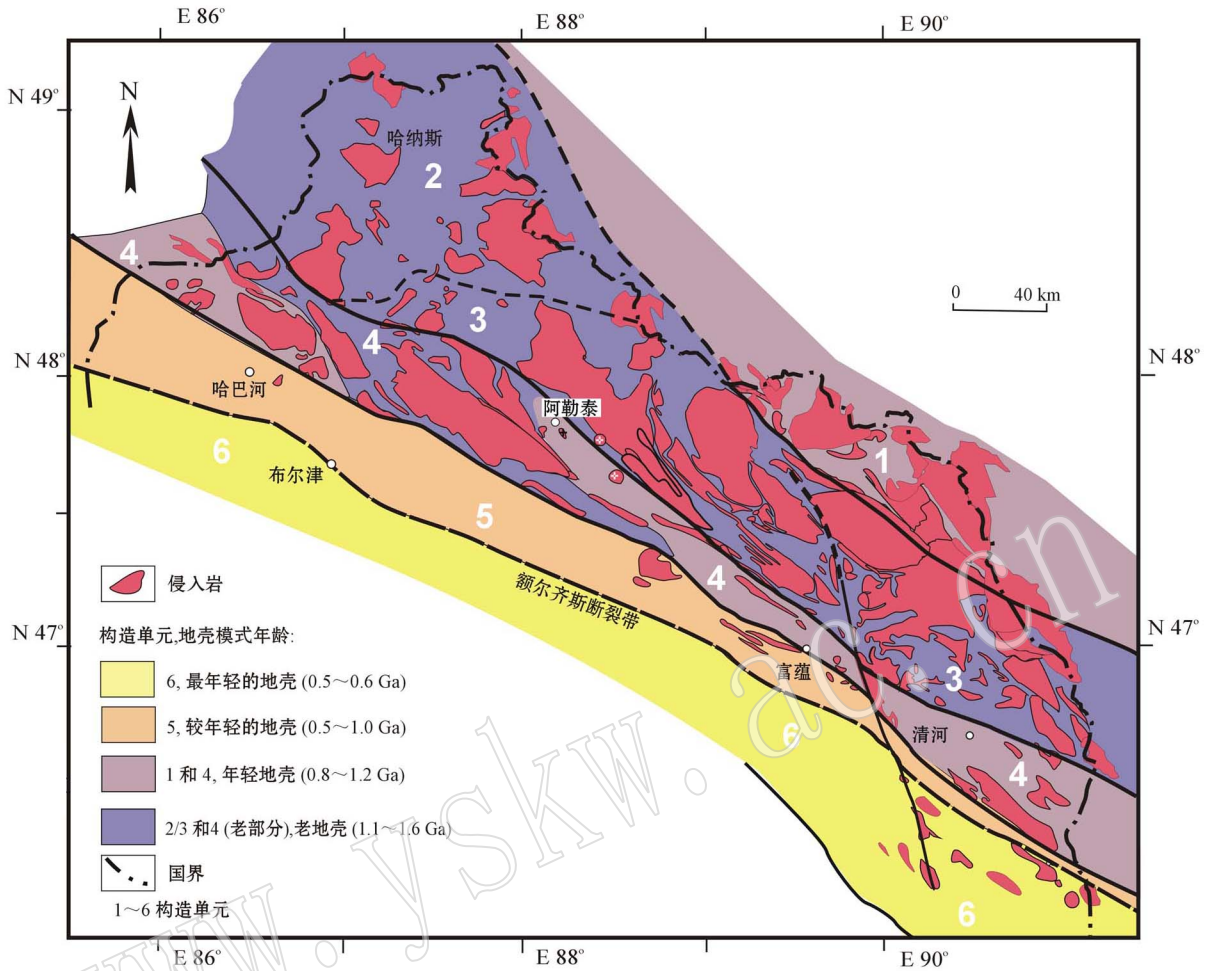 E 86° E 88° E 90°
N 49°
N
哈纳斯
2
4
0 40 km
3
4
N 48° N 48°
哈巴河
阿勒泰
6
布尔津
1
5
额尔齐斯断裂带
4
侵入岩
N 47° N 47°
构造单元,地壳模式年龄:
富蕴
3
6, 最年轻的地壳 (0.5～0.6 Ga)
5, 较年轻的地壳 (0.5～1.0 Ga)
6
清河
1 和 4, 年轻地壳 (0.8～1.2 Ga)
4
2/3 和4 (老部分),老地壳 (1.1～1.6 Ga)
国界
1～6 构造单元
6
E 86° E 88° E 90°
www.yskw.ac.cn